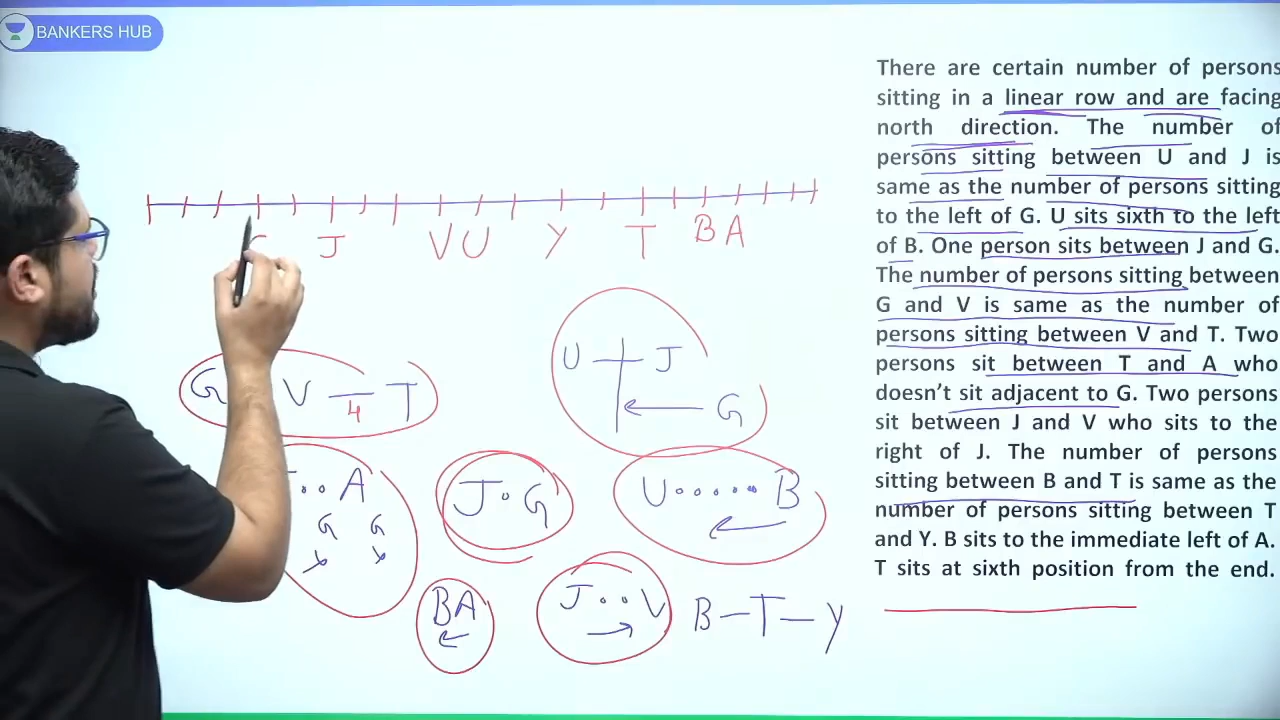 BANKERS HUB
There are certain number of persons
sitting in a linear row and are facing
north direction. The number of
persons sitting between U and J is
same as the number of persons sitting
to the left of G. U sits sixth to the left
of B. One person sits between J and G.
The number of persons sitting between
G and V is same as the number of
persons sitting between V and T. Two
persons sit between T and A who
doesn't sit adjacent to G. Two persons
sit between J and V who sits to the
right of J. The number of persons
sitting between B and T is same as the
number of persons sitting between T
and Y. B sits to the immediate left of A.
T sits at sixth position from the end.
J V U Y T B A
U J
G
G V 4 T
A
G G
J G
U B
BA
J V
B-T-Y